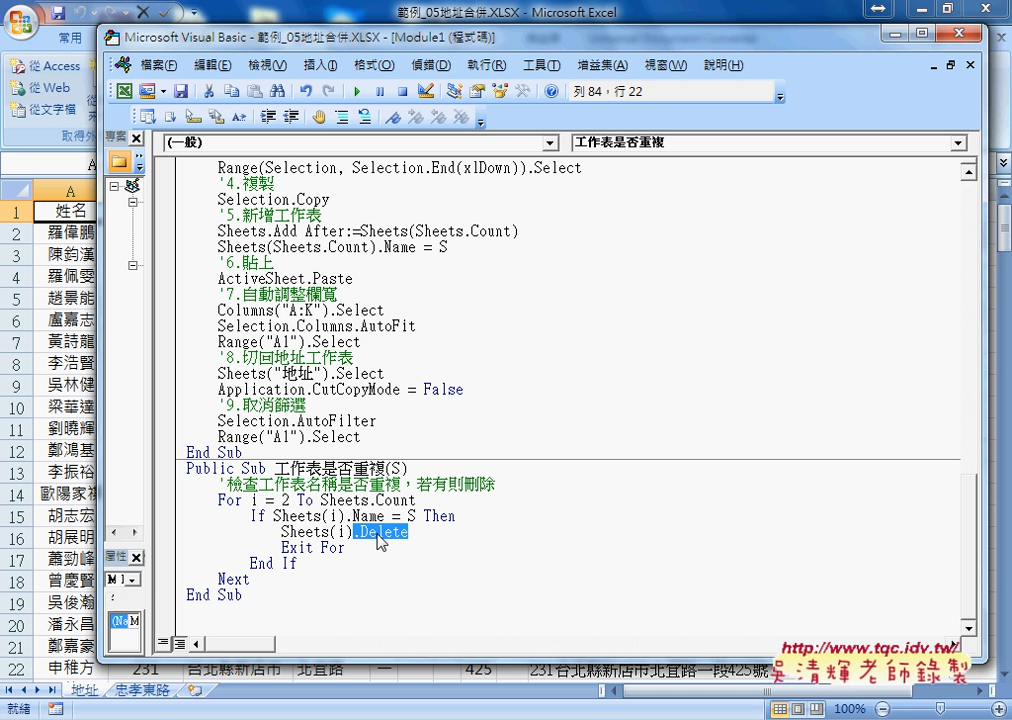 範例_05地址合併.XLSX - Microsoft Excel
常用
從 Access
從 Web
從文字檔
取得外
Microsoft Visual Basic - 範例_05地址合併.XLSX - [Module1 (程式碼)]
檔案(F) 編輯(E) 檢視(V) 插入(I) 格式(O) 偵錯(D) 執行(R) 工具(T) 增益集(A) 視窗(W) 說明(H)
列 84，行 22
專案
(一般) 工作表是否重複
Range(Selection, Selection.End(xlDown)).Select
'4.複製
Selection.Copy
'5.新增工作表
Sheets.Add After:=Sheets(Sheets.Count)
Sheets(Sheets.Count).Name = S
'6.貼上
ActiveSheet.Paste
'7.自動調整欄寬
Columns("A:K").Select
Selection.Columns.AutoFit
Range("A1").Select
'8.切回地址工作表
Sheets("地址").Select
Application.CutCopyMode = False
'9.取消篩選
Selection.AutoFilter
Range("A1").Select
End Sub
Public Sub 工作表是否重複(S)
'檢查工作表名稱是否重複，若有則刪除
For i = 2 To Sheets.Count
If Sheets(i).Name = S Then
Sheets(i).Delete
Exit For
End If
Next
End Sub
屬性
A
1 姓名
2 羅偉鵬
3 陳鈞漢
4 羅佩雯
5 趙景能
6 盧嘉志
7 黃詩龍
8 李浩賢
9 吳林健
10 梁華達
11 劉曉明
12 鄭鴻基
13 李振裕
14 歐陽家禎
15 胡志宏
16 胡展明
17 蕭勁峰
18 曾慶賢
19 吳俊瀚
20 潘永昌
21 鄭嘉豪
22 申稚方 231 台北縣新店市 北宜路 一 425 231台北縣新店市北宜路一段425號
地址 忠孝東路
就緒 100%
http://www.tqc.idv.tw/
吳清輝老師錄製